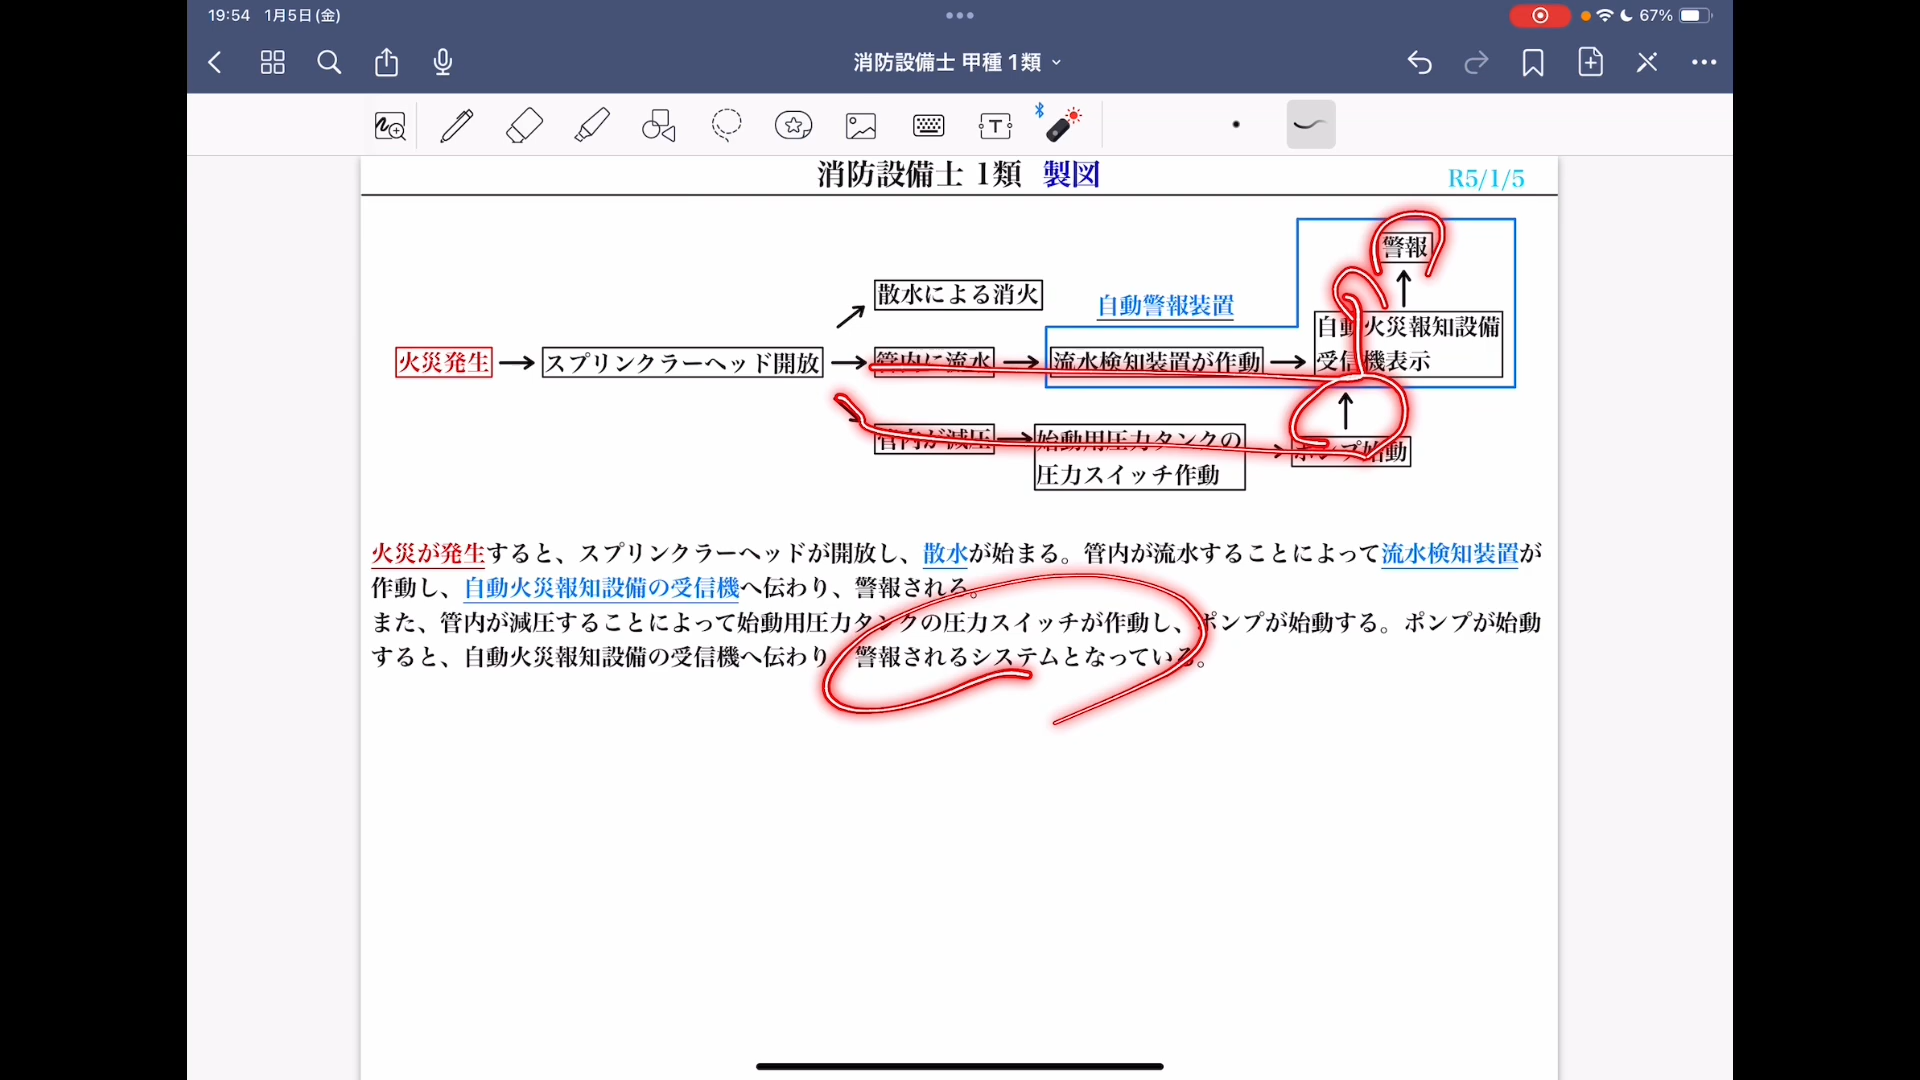 19:54 1月5日(金)
67%
消防設備士 甲種 1類
消防設備士 1類 製図
R5/1/5
警報
散水による消火
自動警報装置
自動火災報知設備
受信機表示
火災発生
スプリンクラーヘッド開放
管内に流水
流水検知装置が作動
管内が減圧
始動用圧力タンクの
圧力スイッチ作動
ポンプ始動
火災が発生すると、スプリンクラーヘッドが開放し、散水が始まる。管内が流水することによって流水検知装置が
作動し、自動火災報知設備の受信機へ伝わり、警報される。
また、管内が減圧することによって始動用圧力タンクの圧力スイッチが作動し、ポンプが始動する。ポンプが始動
すると、自動火災報知設備の受信機へ伝わり、警報されるシステムとなっている。